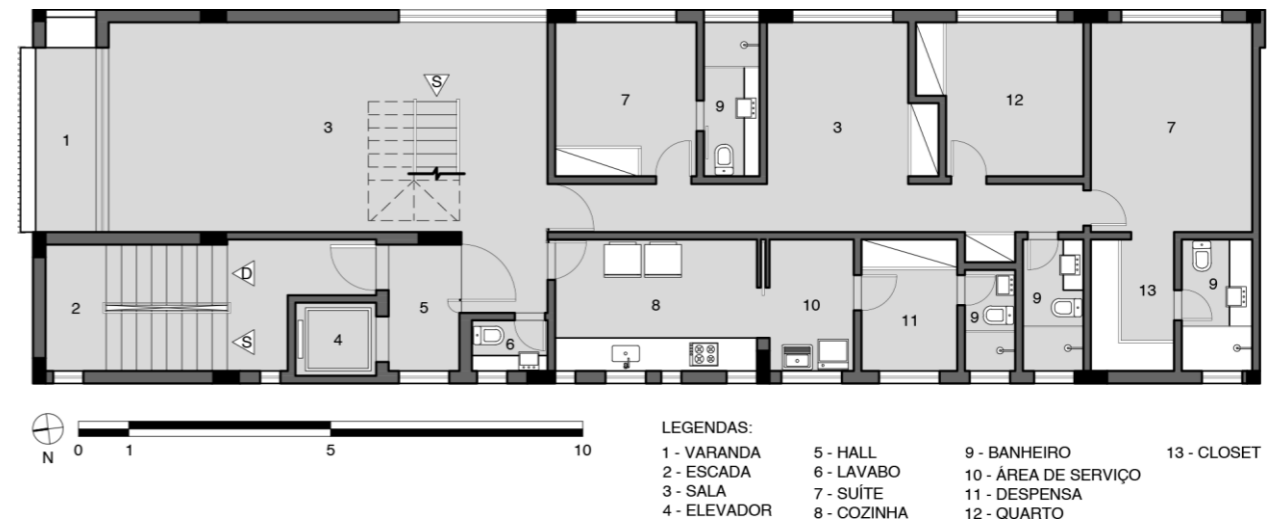 S
7
9
3
12
7
1
3
D
2
5
8
10
9
9
13
9
S
4
6
11
N
0 1 5 10
LEGENDAS:
1 - VARANDA
2 - ESCADA
3 - SALA
4 - ELEVADOR
5 - HALL
6 - LAVABO
7 - SUÍTE
8 - COZINHA
9 - BANHEIRO
10 - ÁREA DE SERVIÇO
11 - DESPENSA
12 - QUARTO
13 - CLOSET